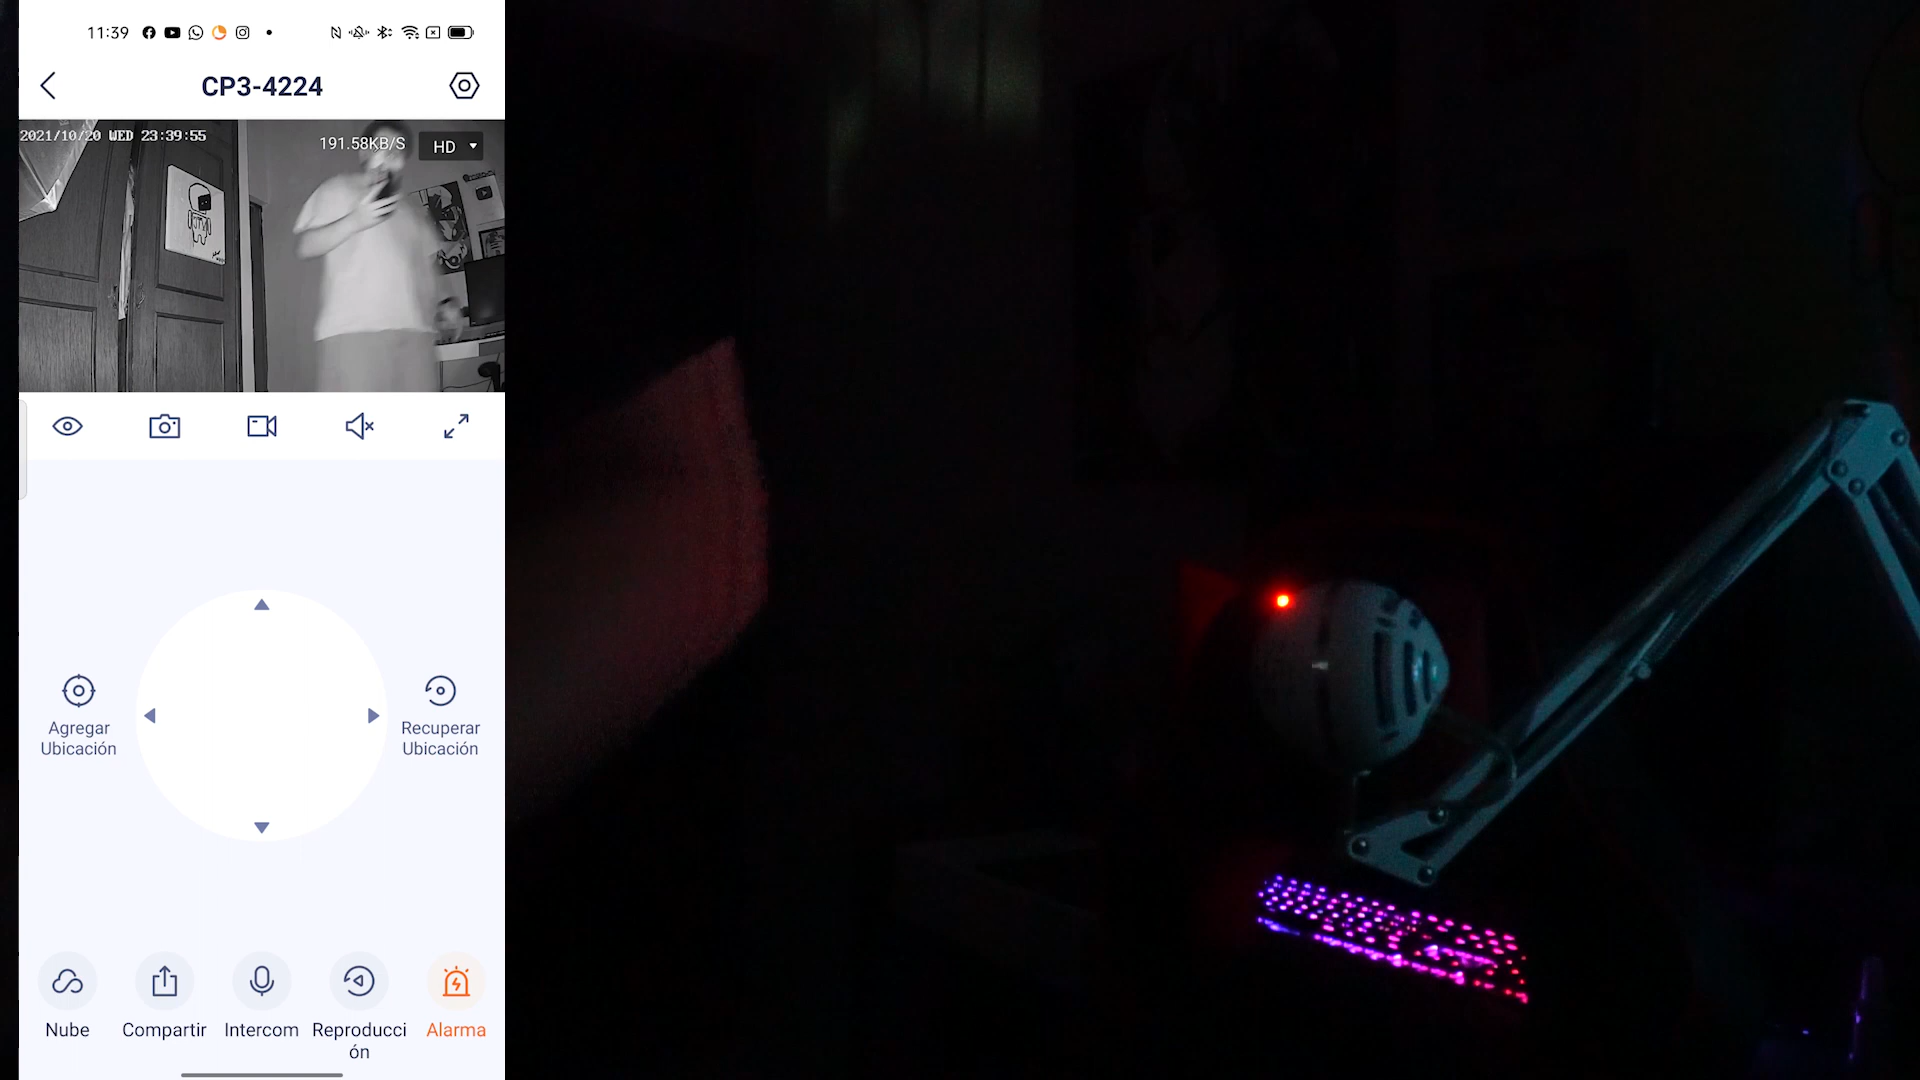 11:39
CP3-4224
2021/10/20 WED 23:39:55
191.58KB/S
HD
Agregar
Ubicación
Recuperar
Ubicación
Nube
Compartir
Intercom
Reproducci
ón
Alarma